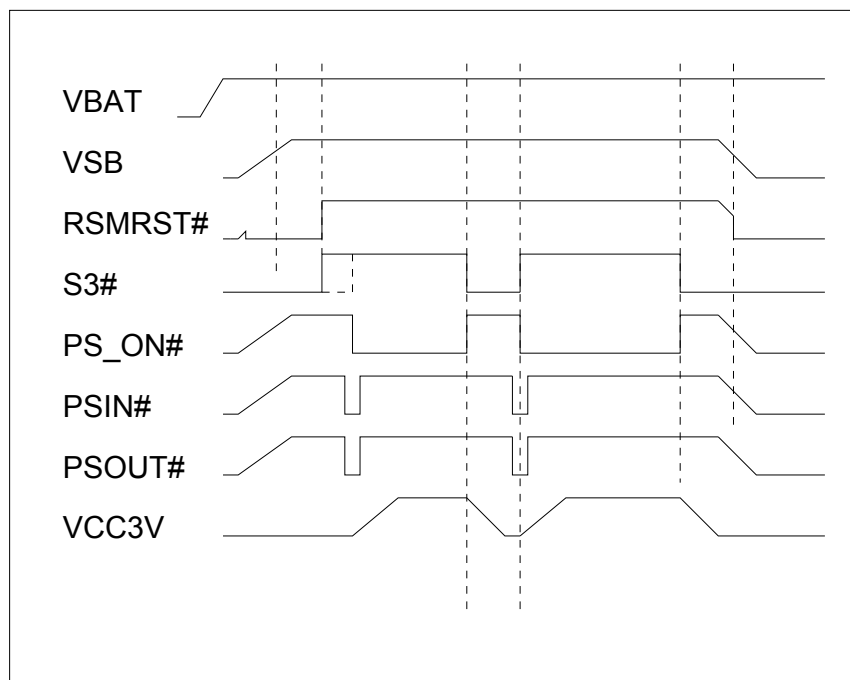 VBAT
VSB
RSMRST#
S3#
PS_ON#
PSIN#
PSOUT#
VCC3V